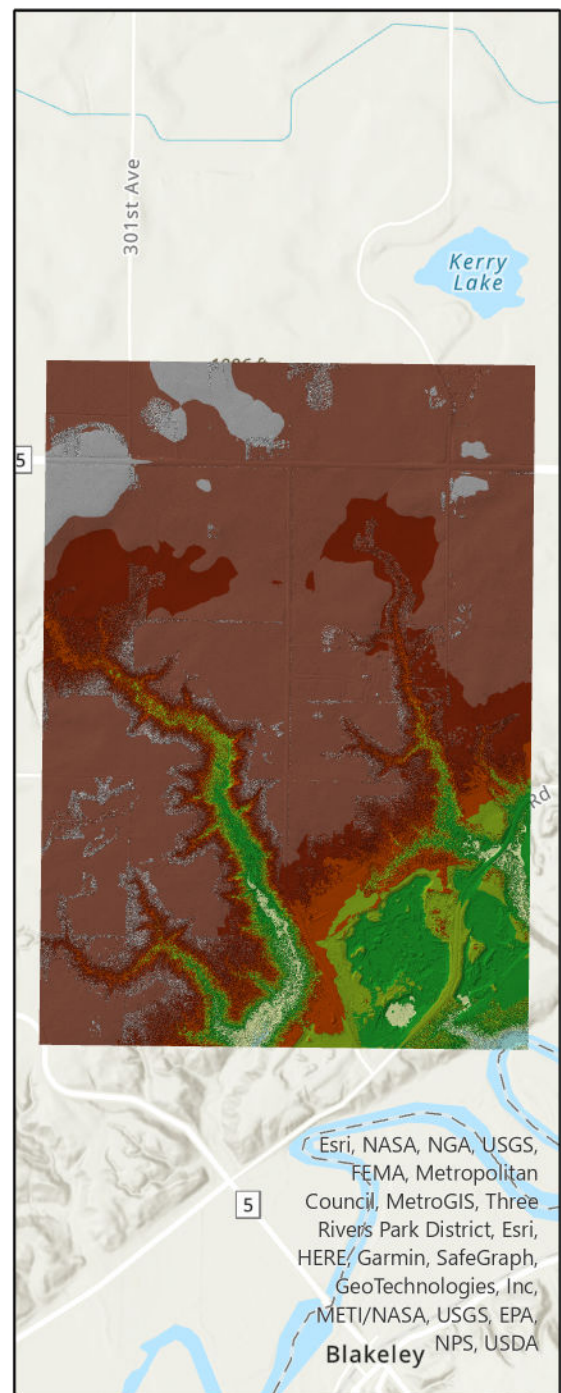 301st Ave
Kerry
Lake
5
Rd
Esri, NASA, NGA, USGS,
FEMA, Metropolitan
Council, MetroGIS, Three
Rivers Park District, Esri,
HERE, Garmin, SafeGraph,
GeoTechnologies, Inc,
METI/NASA, USGS, EPA,
NPS, USDA
5
Blakeley